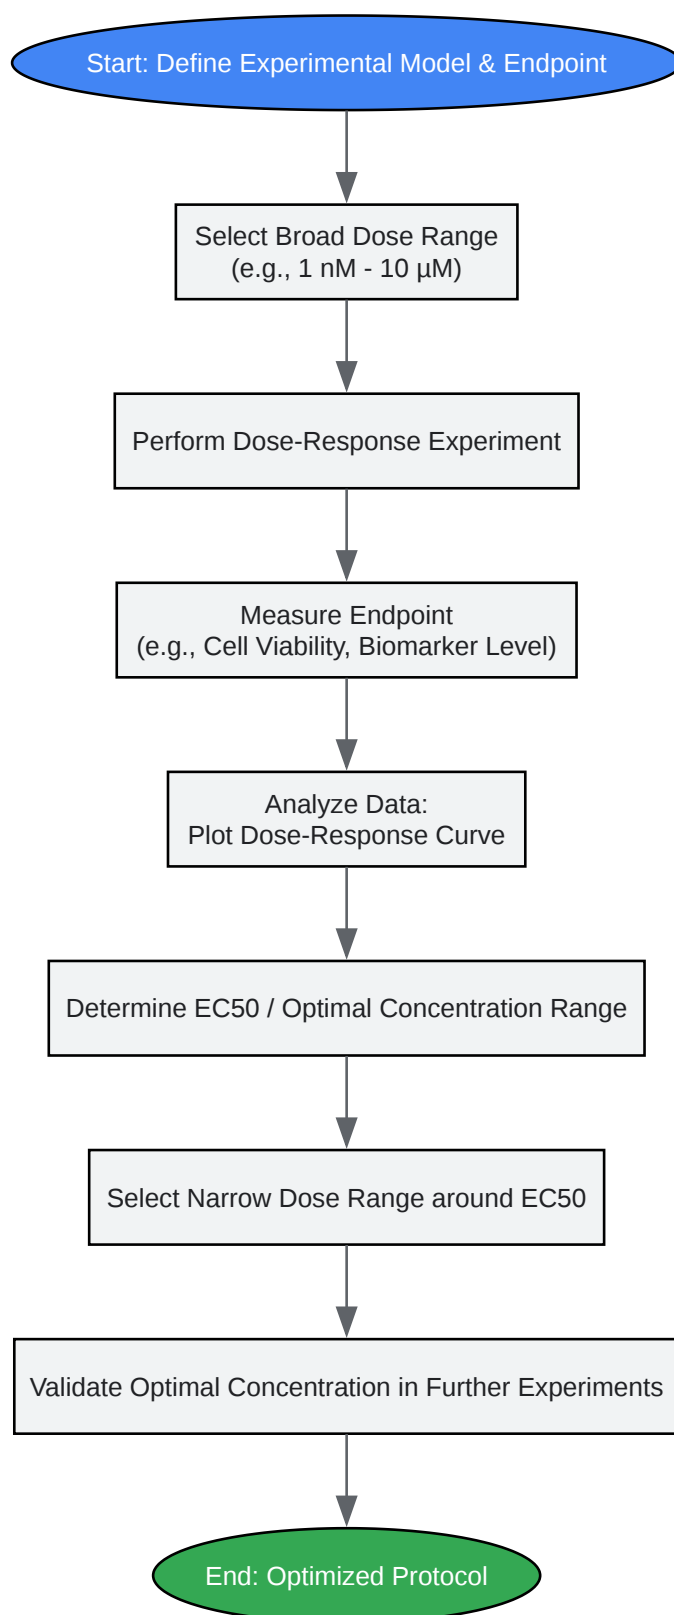 Start: Define Experimental Model & Endpoint
Select Broad Dose Range
(e.g., 1 nM - 10 µM)
Perform Dose-Response Experiment
Measure Endpoint
(e.g., Cell Viability, Biomarker Level)
Analyze Data:
Plot Dose-Response Curve
Determine EC50 / Optimal Concentration Range
Select Narrow Dose Range around EC50
Validate Optimal Concentration in Further Experiments
End: Optimized Protocol